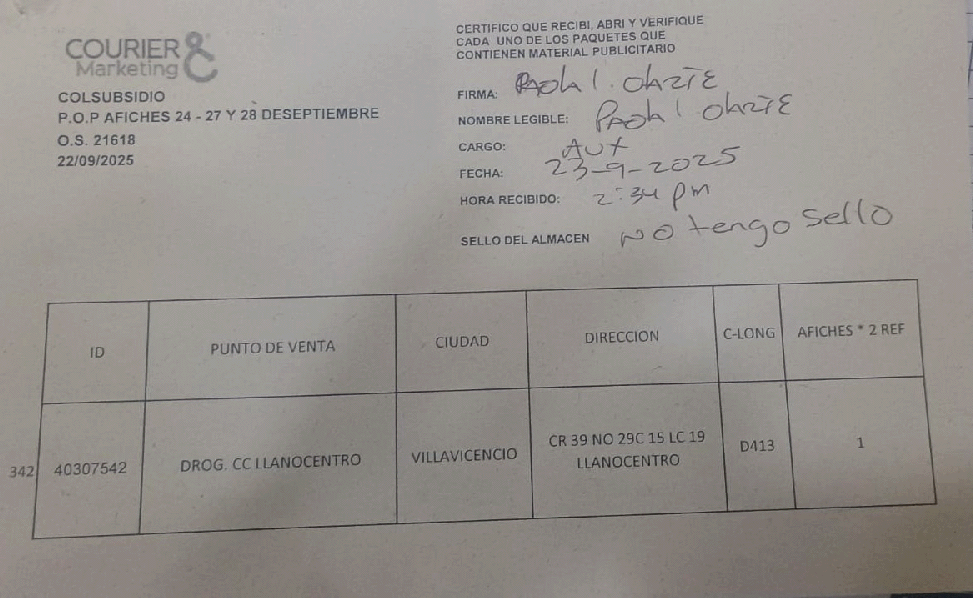 COURIER &
Marketing
COLSUBSIDIO
P.O.P AFICHES 24 - 27 Y 28 DESEPTIEMBRE
O.S. 21618
22/09/2025
CERTIFICO QUE RECIBI, ABRI Y VERIFIQUE
CADA UNO DE LOS PAQUETES QUE
CONTIENEN MATERIAL PUBLICITARIO
FIRMA: Paola
NOMBRE LEGIBLE: Paola
CARGO: Aux
FECHA: 23-9-2025
HORA RECIBIDO: 2:34 pm
SELLO DEL ALMACEN No tengo sello
ID PUNTO DE VENTA CIUDAD DIRECCION C-LONG AFICHES * 2 REF
342 40307542 DROG. CC LLANOCENTRO VILLAVICENCIO CR 39 NO 29C 15 LC 19 LLANOCENTRO D413 1